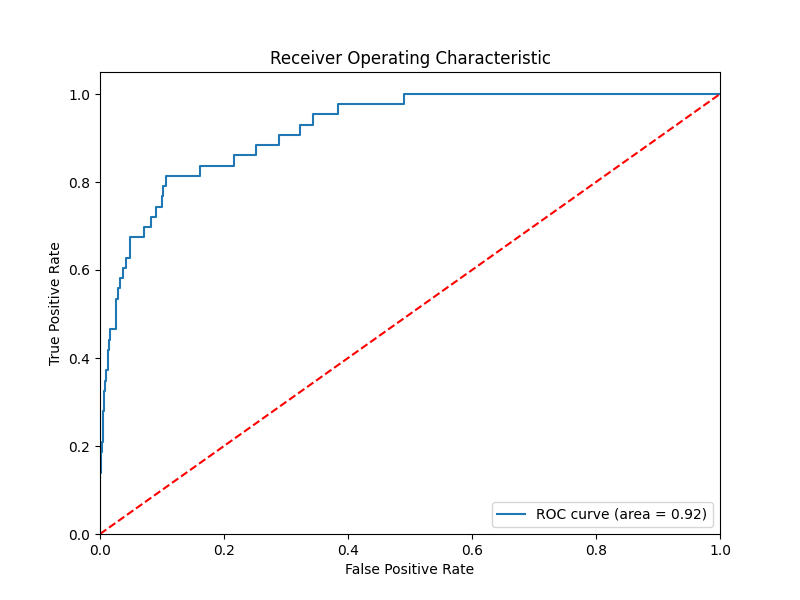 Receiver Operating Characteristic
True Positive Rate
1.0
0.8
0.6
0.4
0.2
0.0
ROC curve (area = 0.92)
0.0 0.2 0.4 0.6 0.8 1.0
False Positive Rate